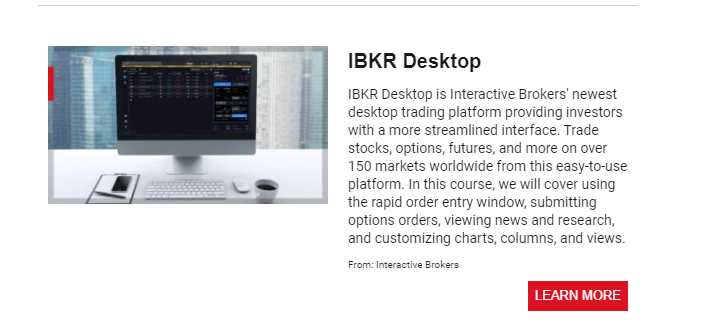 IBKR Desktop
IBKR Desktop is Interactive Brokers' newest
desktop trading platform providing investors
with a more streamlined interface. Trade
stocks, options, futures, and more on over
150 markets worldwide from this easy-to-use
platform. In this course, we will cover using
the rapid order entry window, submitting
options orders, viewing news and research,
and customizing charts, columns, and views.
From: Interactive Brokers
LEARN MORE